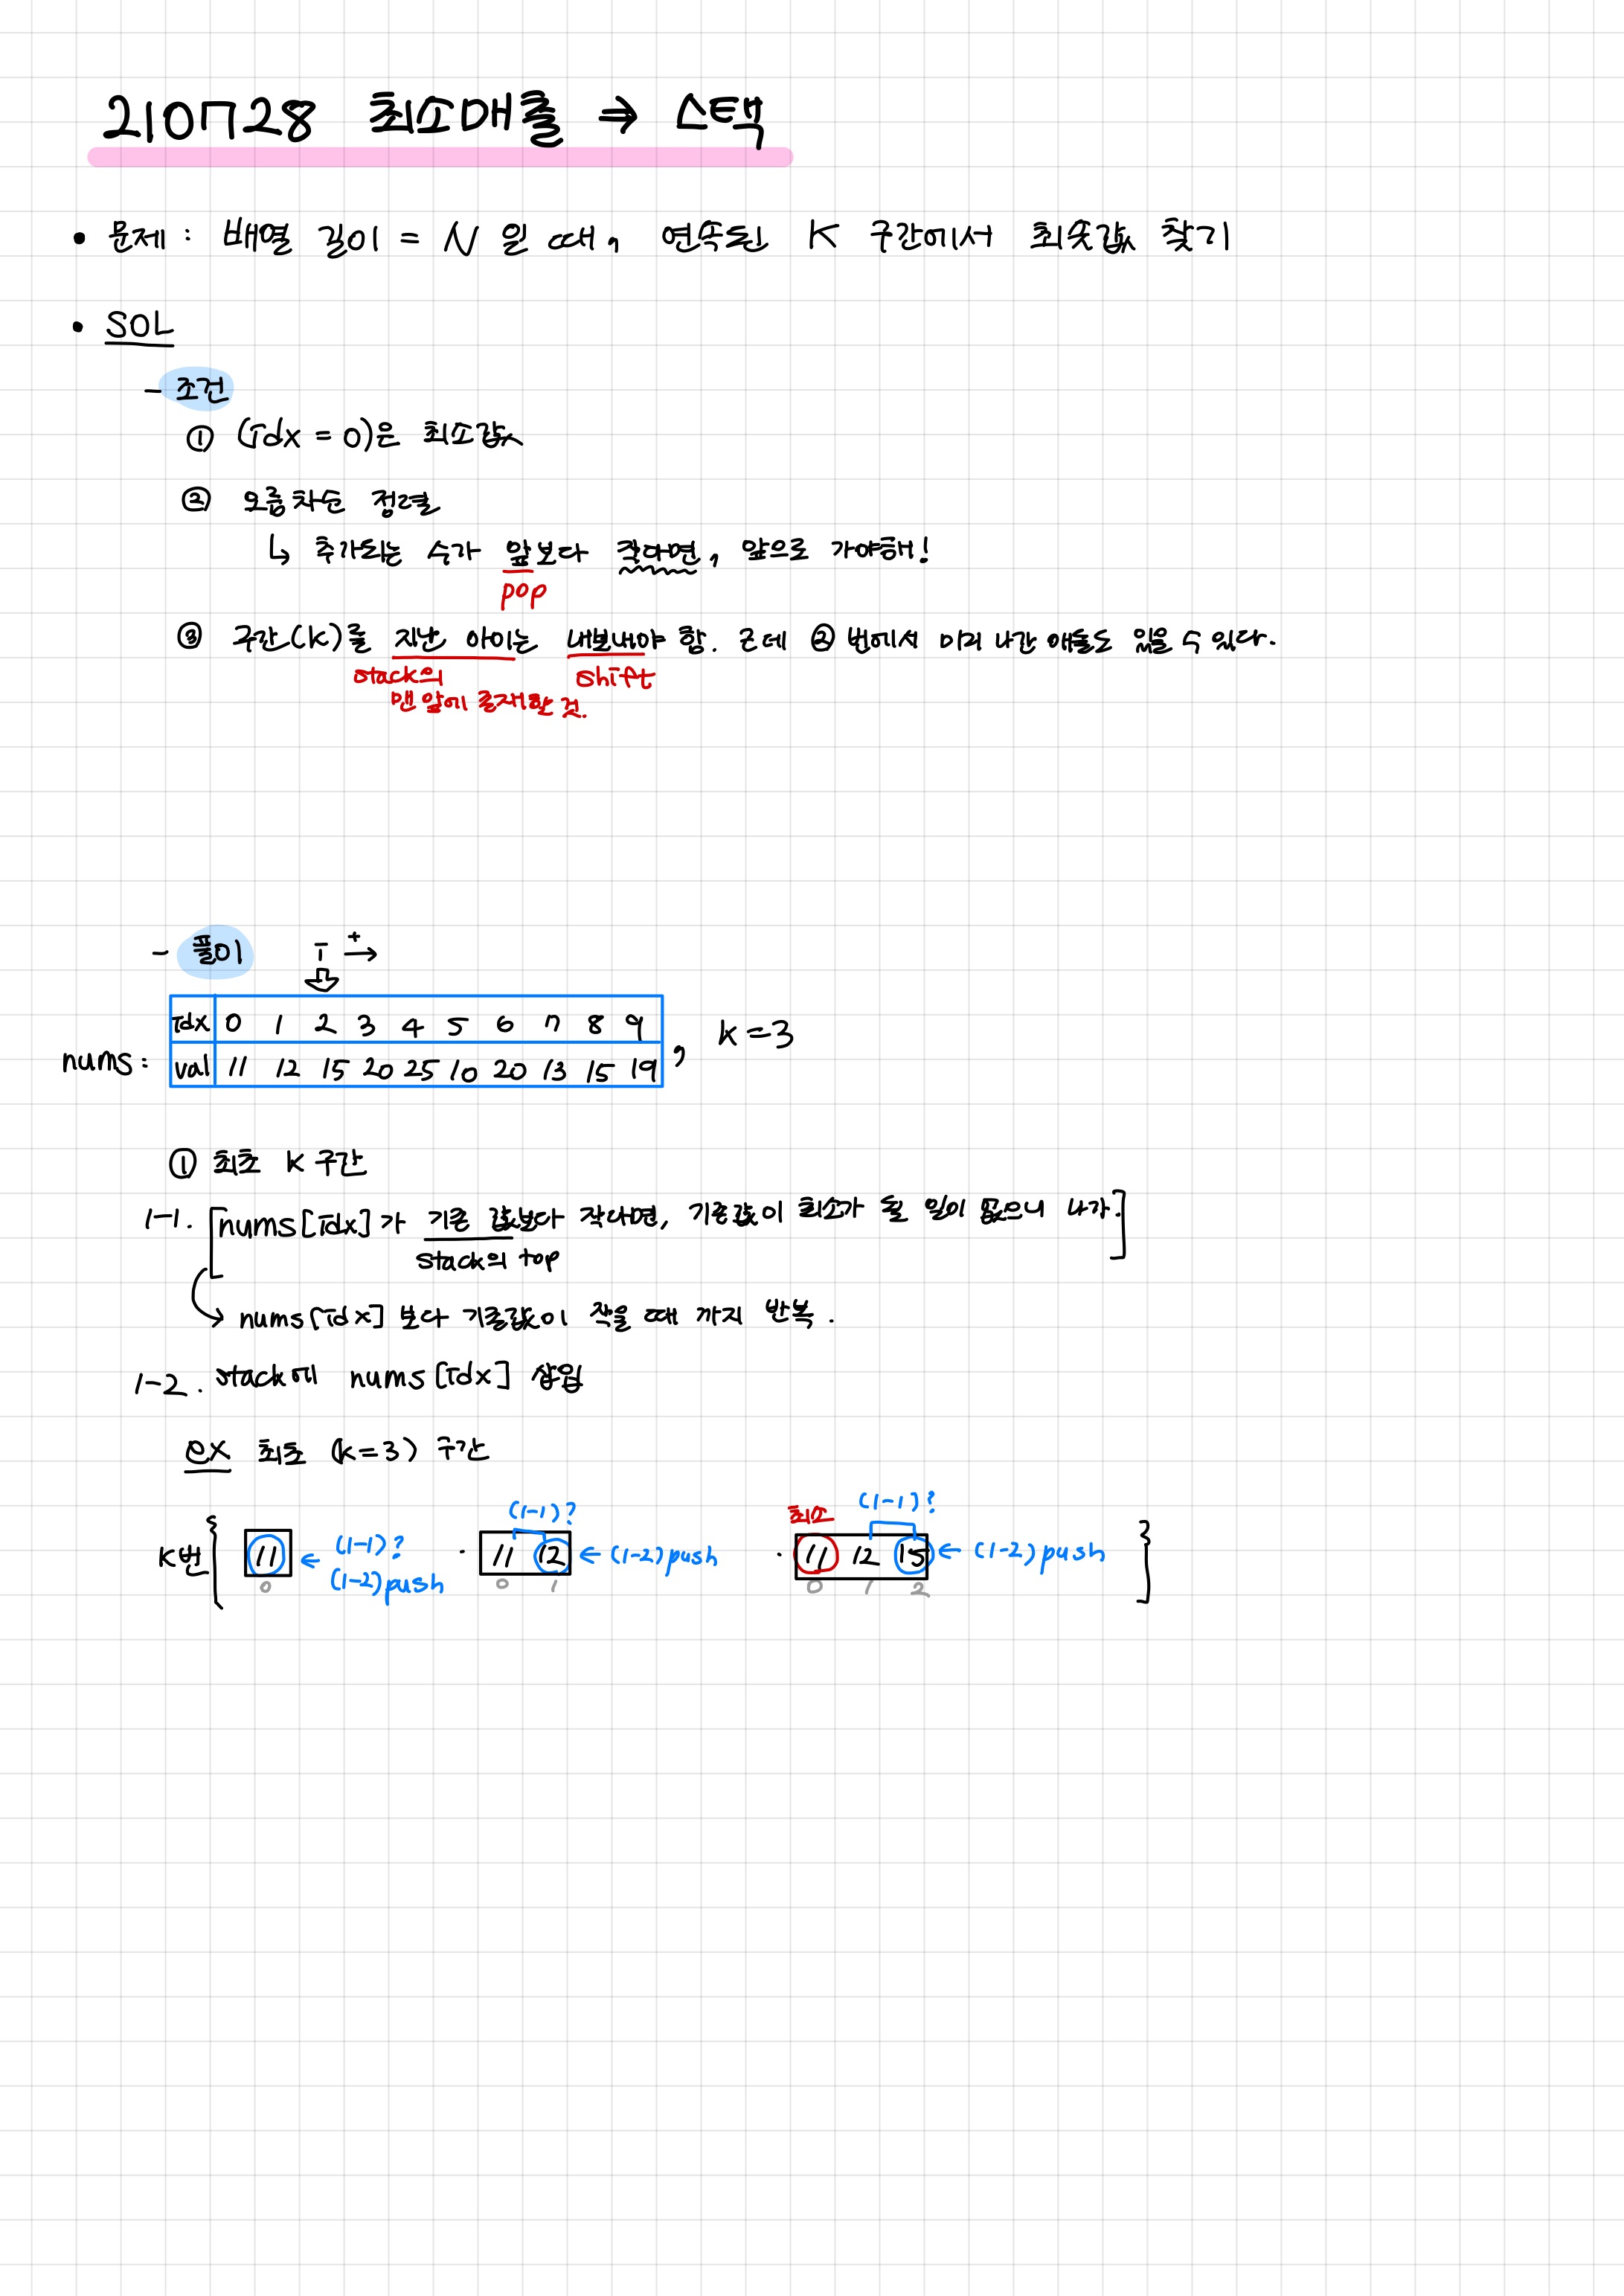 210728 최소매출 → 스택
• 문제 : 배열 길이 = N 일 때, 연속된 K 구간에서 최솟값 찾기
• SOL
- 조건
① (idx = 0)은 최소값
② 오름차순 정렬
↳ 추가되는 수가 앞보다 작다면, 앞으로 가야해!
pop
③ 구간(K)를 지난 아이는 내보내야 함. 근데 ② 번에서 미리 나간 애들도 있을 수 있다.
stack의 shift
맨 앞에 존재할 것.
- 풀이 i + →
idx 0 1 2 3 4 5 6 7 8 9
nums : , k = 3
val 11 12 15 20 25 10 20 13 15 19
① 최초 K 구간
1-1. [nums[idx]가 기존 값보다 작다면, 기존값이 최소가 될 일이 없으니 나가.]
stack의 top
→ nums[idx] 보다 기존값이 작을 때 까지 반복.
1-2. stack에 nums[idx] 삽입
ex 최초 (k=3) 구간
(1-1)? 최소 (1-1)?
K번 { 11 ← (1-1)? · 11 12 ← (1-2) push · 11 12 15 ← (1-2) push }
(1-2) push
0 0 1 0 1 2